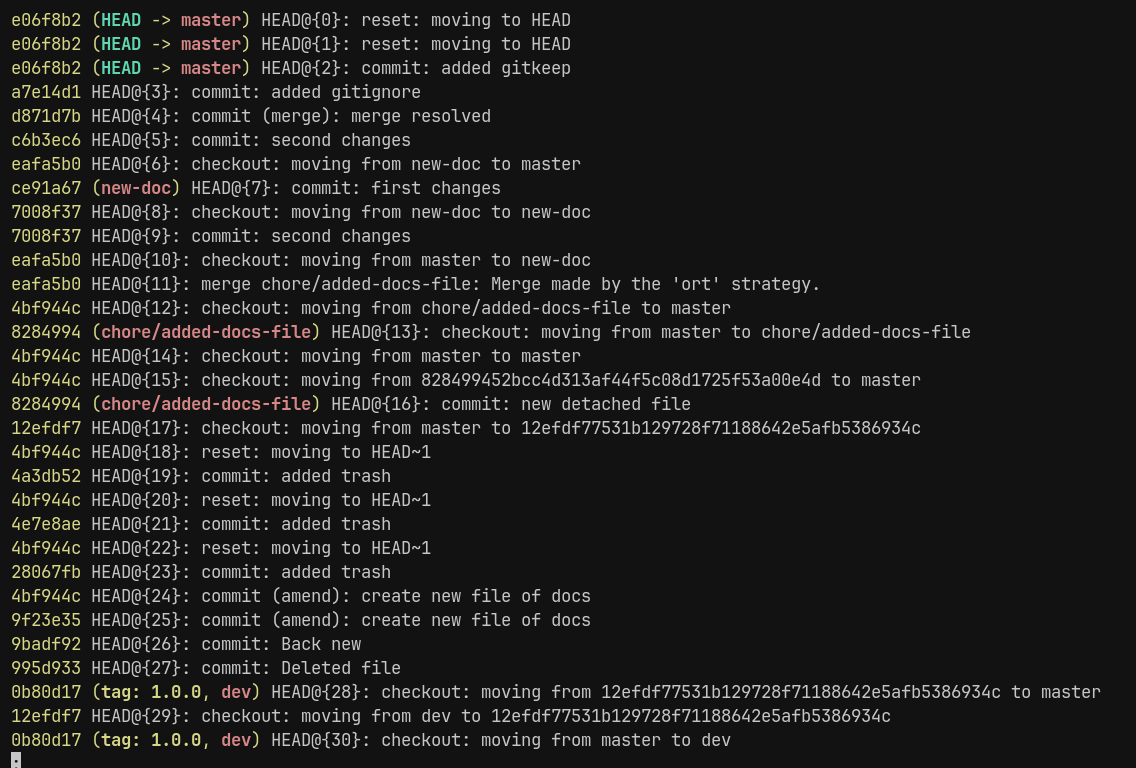 e06f8b2 (HEAD -> master) HEAD@{0}: reset: moving to HEAD
e06f8b2 (HEAD -> master) HEAD@{1}: reset: moving to HEAD
e06f8b2 (HEAD -> master) HEAD@{2}: commit: added gitkeep
a7e14d1 HEAD@{3}: commit: added gitignore
d871d7b HEAD@{4}: commit (merge): merge resolved
c6b3ec6 HEAD@{5}: commit: second changes
eafa5b0 HEAD@{6}: checkout: moving from new-doc to master
ce91a67 (new-doc) HEAD@{7}: commit: first changes
7008f37 HEAD@{8}: checkout: moving from new-doc to new-doc
7008f37 HEAD@{9}: commit: second changes
eafa5b0 HEAD@{10}: checkout: moving from master to new-doc
eafa5b0 HEAD@{11}: merge chore/added-docs-file: Merge made by the 'ort' strategy.
4bf944c HEAD@{12}: checkout: moving from chore/added-docs-file to master
8284994 (chore/added-docs-file) HEAD@{13}: checkout: moving from master to chore/added-docs-file
4bf944c HEAD@{14}: checkout: moving from master to master
4bf944c HEAD@{15}: checkout: moving from 828499452bcc4d313af44f5c08d1725f53a00e4d to master
8284994 (chore/added-docs-file) HEAD@{16}: commit: new detached file
12efdf7 HEAD@{17}: checkout: moving from master to 12efdf77531b129728f71188642e5afb5386934c
4bf944c HEAD@{18}: reset: moving to HEAD~1
4a3db52 HEAD@{19}: commit: added trash
4bf944c HEAD@{20}: reset: moving to HEAD~1
4e7e8ae HEAD@{21}: commit: added trash
4bf944c HEAD@{22}: reset: moving to HEAD~1
28067fb HEAD@{23}: commit: added trash
4bf944c HEAD@{24}: commit (amend): create new file of docs
9f23e35 HEAD@{25}: commit (amend): create new file of docs
9badf92 HEAD@{26}: commit: Back new
995d933 HEAD@{27}: commit: Deleted file
0b80d17 (tag: 1.0.0, dev) HEAD@{28}: checkout: moving from 12efdf77531b129728f71188642e5afb5386934c to master
12efdf7 HEAD@{29}: checkout: moving from dev to 12efdf77531b129728f71188642e5afb5386934c
0b80d17 (tag: 1.0.0, dev) HEAD@{30}: checkout: moving from master to dev
: